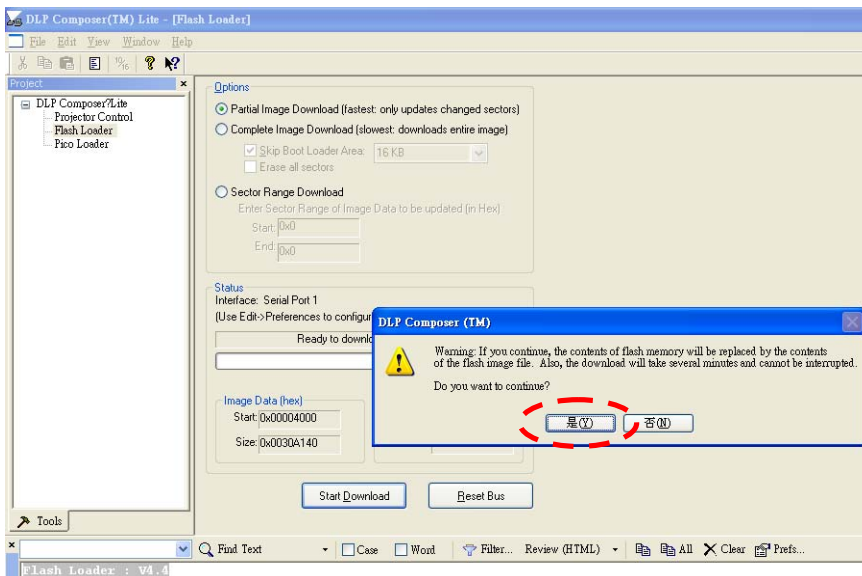 DLP Composer(TM) Lite - [Flash Loader]
File Edit View Window Help
Project
DLP Composer?Lite
Projector Control
Flash Loader
Pico Loader
Tools
Options
Partial Image Download (fastest: only updates changed sectors)
Complete Image Download (slowest: downloads entire image)
Skip Boot Loader Area: 16 KB
Erase all sectors
Sector Range Download
Enter Sector Range of Image Data to be updated (in Hex)
Start: 0x0
End: 0x0
Status
Interface: Serial Port 1
(Use Edit->Preferences to configur
Ready to downlo
Image Data (hex)
Start: 0x00004000
Size: 0x0030A140
Start Download Reset Bus
DLP Composer (TM)
Warning: If you continue, the contents of flash memory will be replaced by the contents
of the flash image file. Also, the download will take several minutes and cannot be interrupted.
Do you want to continue?
是(Y) 否(N)
Find Text Case Word Filter... Review (HTML) All Clear Prefs...
Flash Loader : V4.4